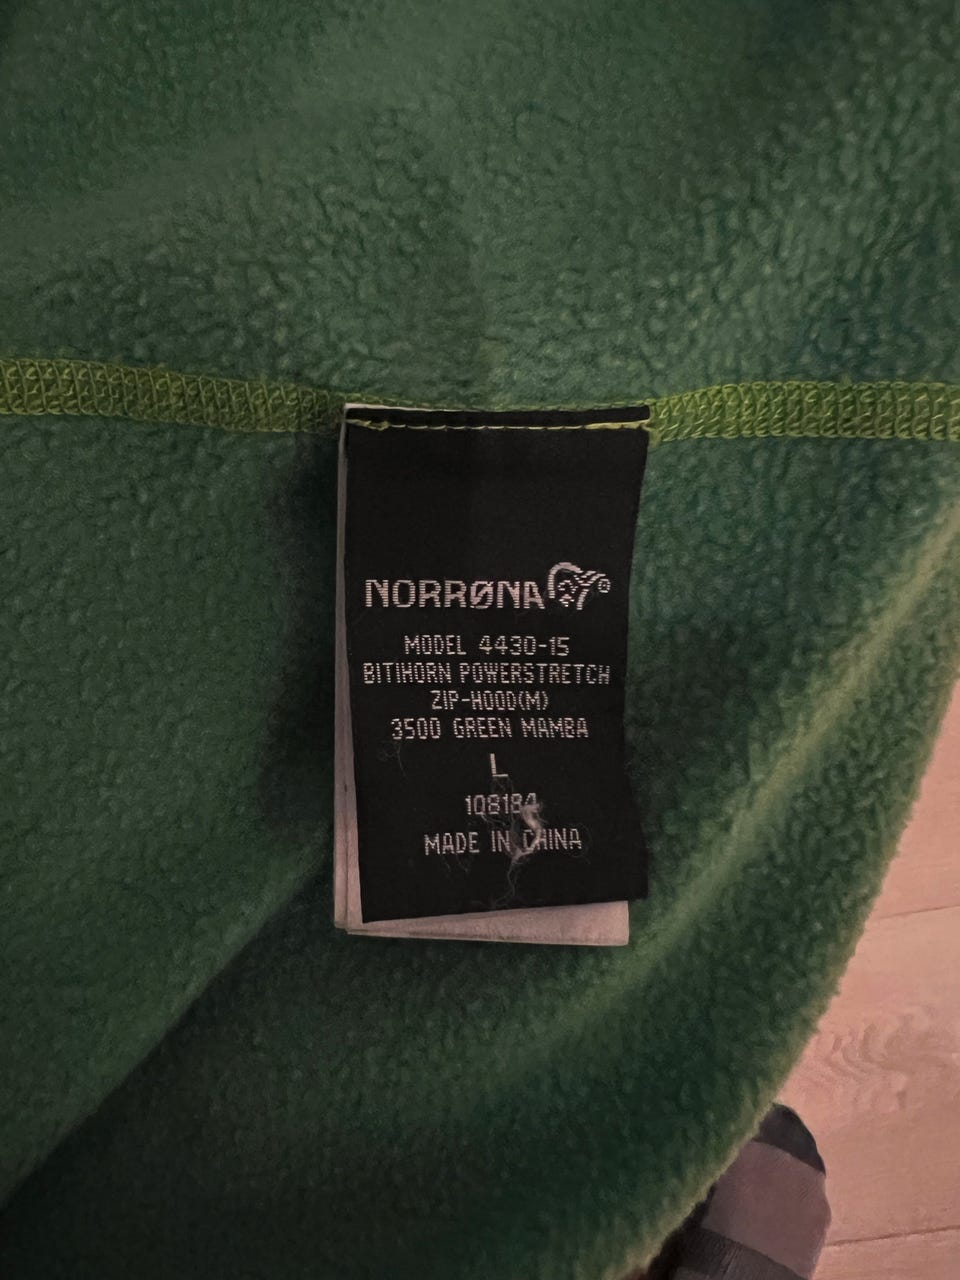 NORRØNA
MODEL 4430-15
BITIHORN POWERSTRETCH
ZIP-HOOD(M)
3500 GREEN MAMBA
L
108184
MADE IN CHINA